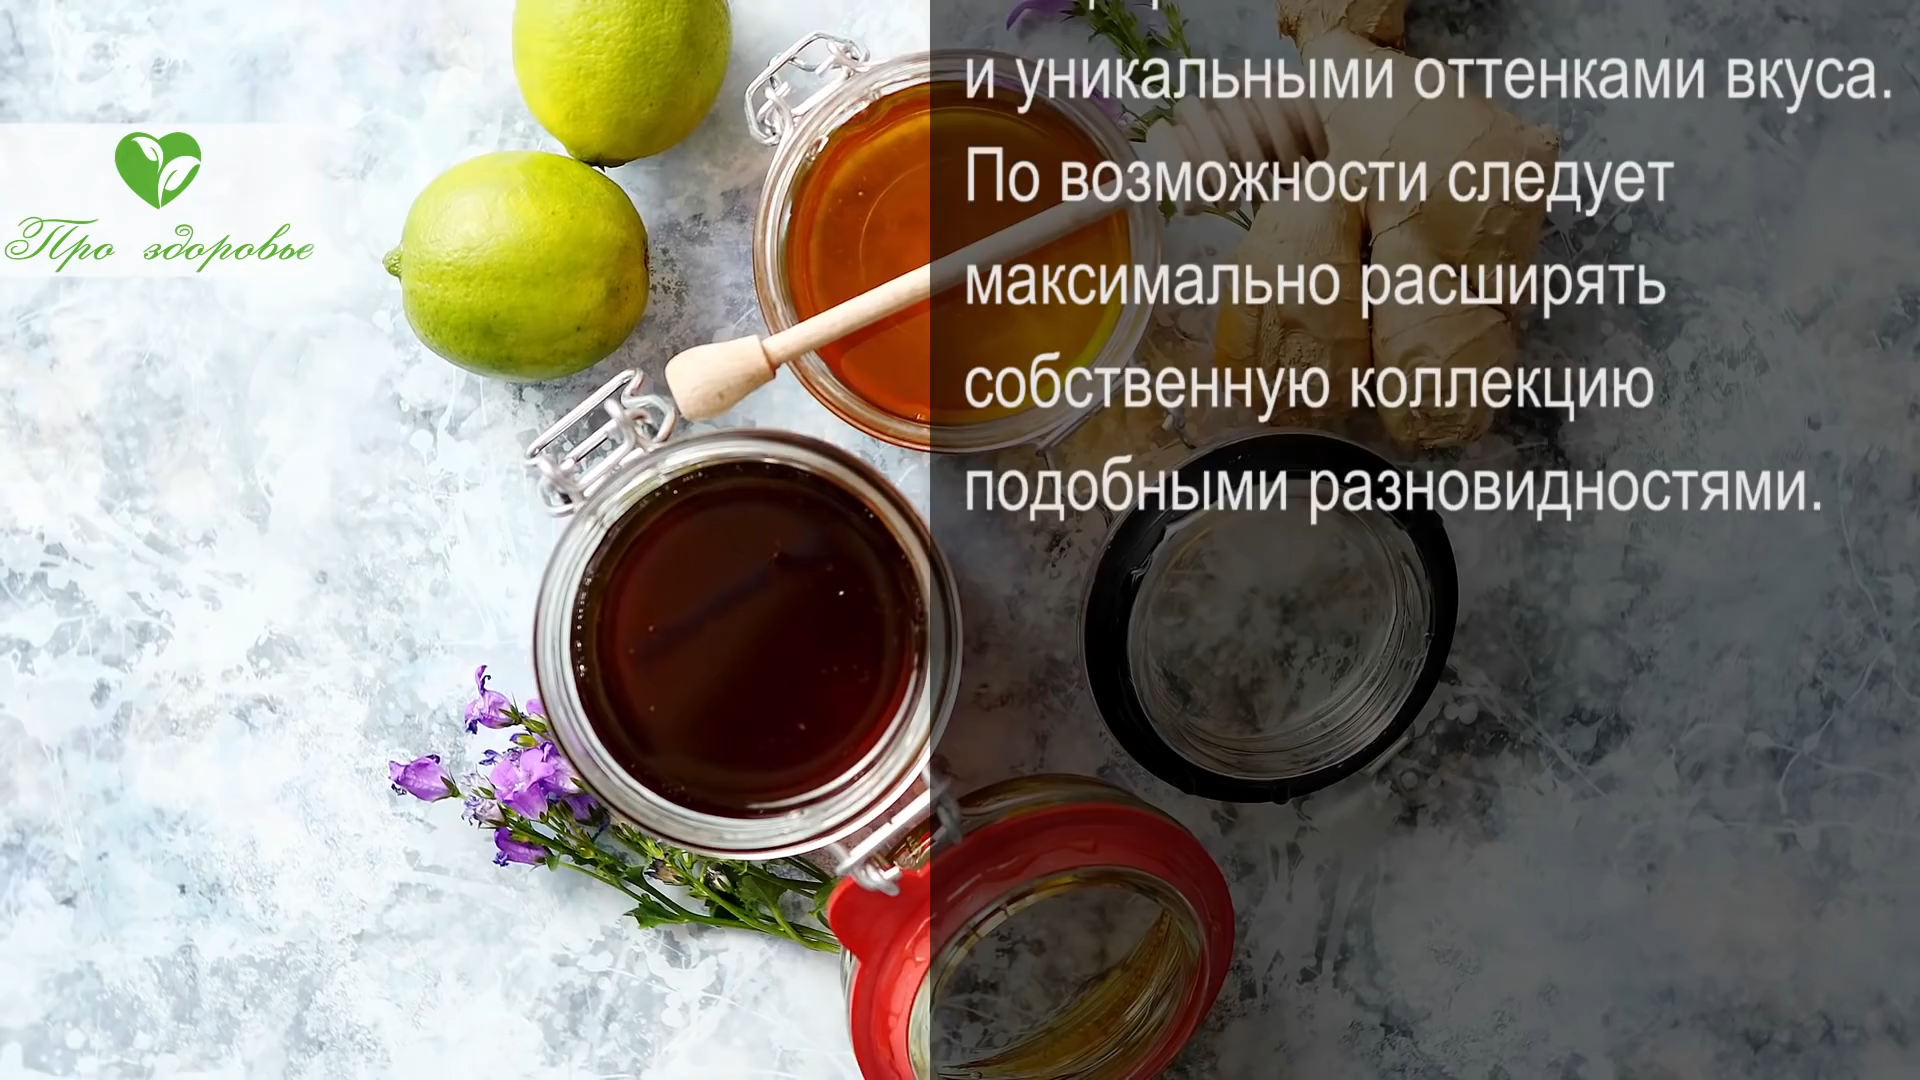 Про здоровье
и уникальными оттенками вкуса.
По возможности следует
максимально расширять
собственную коллекцию
подобными разновидностями.